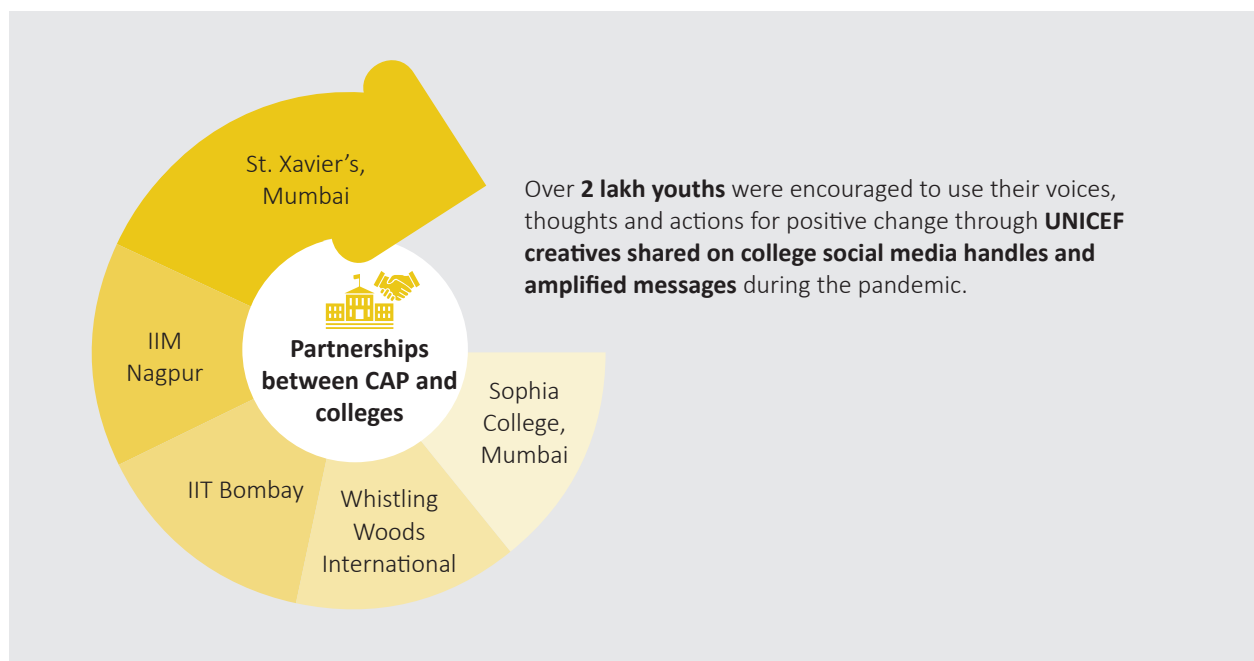 St. Xavier’s,
Mumbai
IIM
Nagpur
IIT Bombay
Whistling
Woods
International
Sophia
College,
Mumbai
Partnerships
between CAP and
colleges
Over 2 lakh youths were encouraged to use their voices,
thoughts and actions for positive change through UNICEF
creatives shared on college social media handles and
amplified messages during the pandemic.